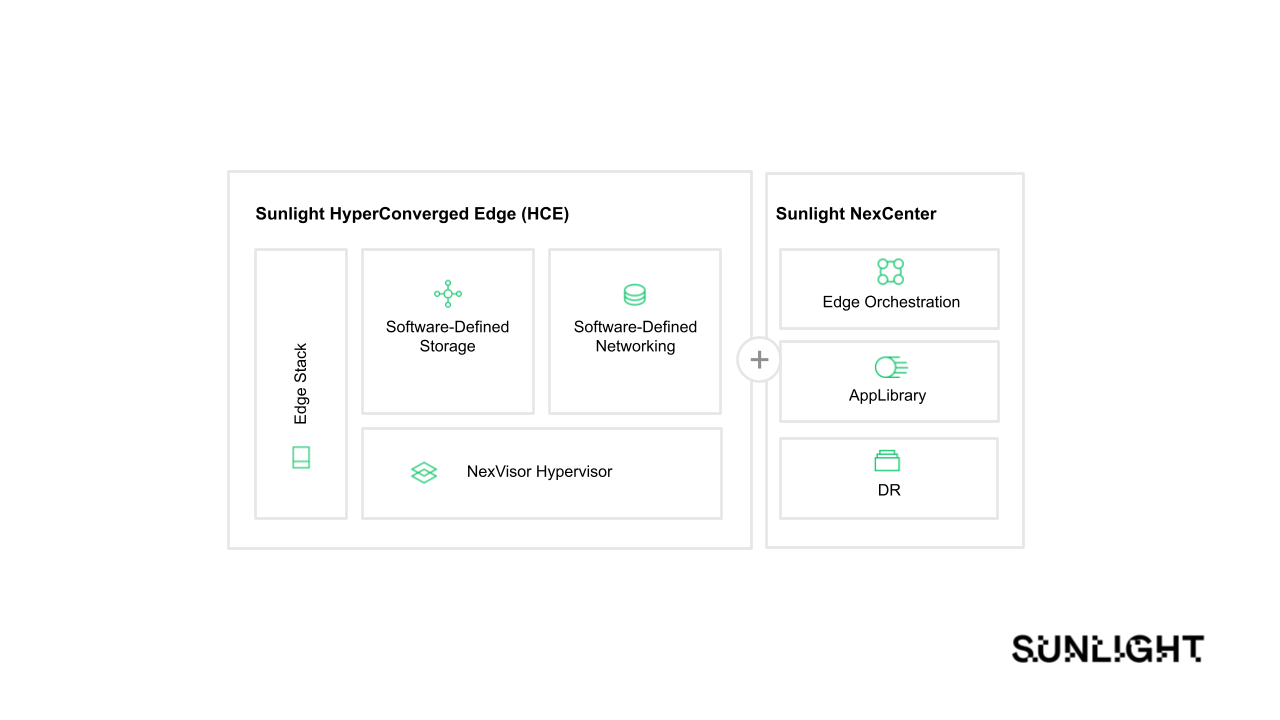 Sunlight HyperConverged Edge (HCE)
Edge Stack
Software-Defined
Storage
Software-Defined
Networking
NexVisor Hypervisor
+
Sunlight NexCenter
Edge Orchestration
AppLibrary
DR
SUNLIGHT